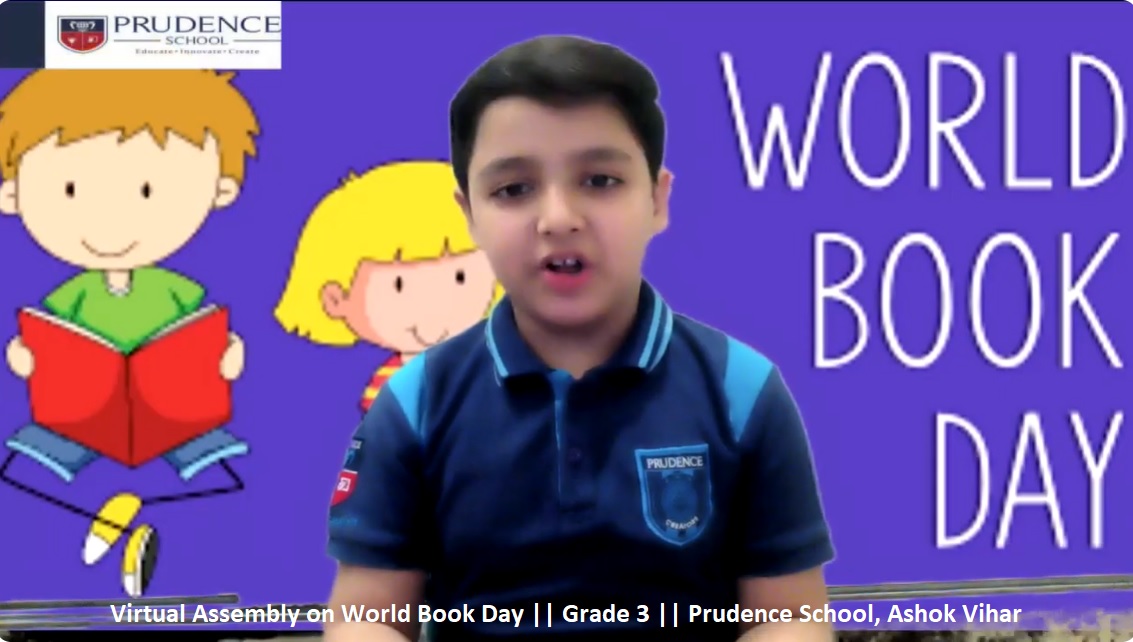 PRUDENCE
SCHOOL
Educate • Innovate • Create
WORLD
BOOK
DAY
PRUDENCE
Virtual Assembly on World Book Day || Grade 3 || Prudence School, Ashok Vihar